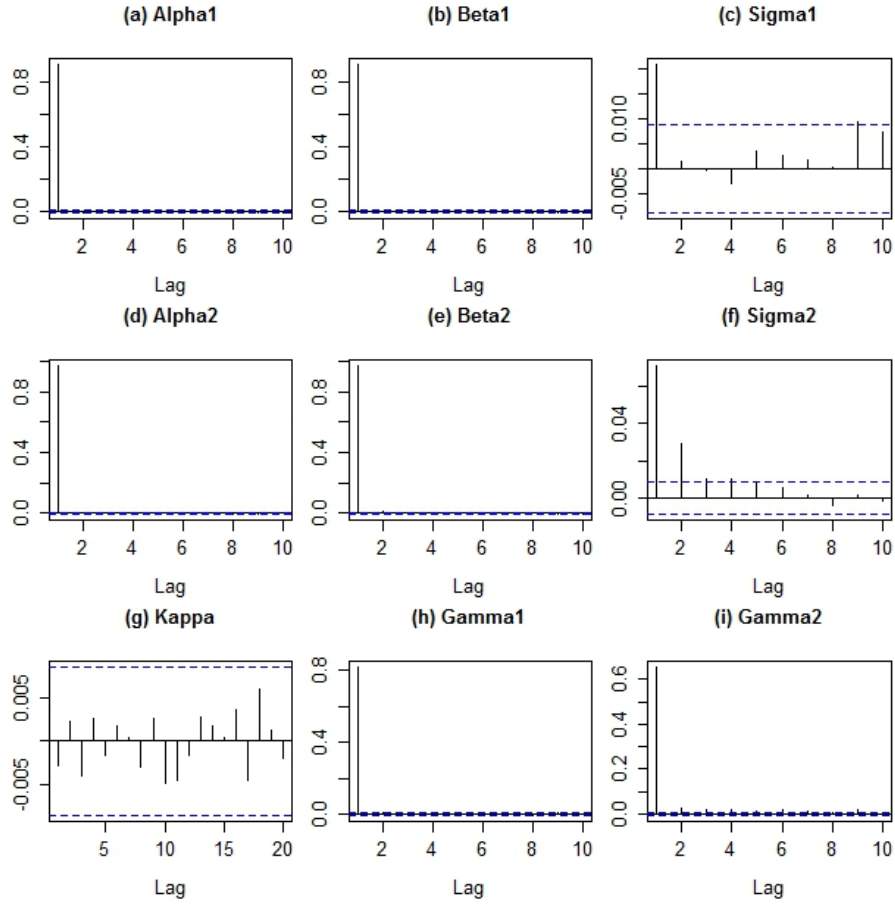 (a) Alpha1
(b) Beta1
(c) Sigma1
0.0 0.4 0.8
2 4 6 8 10
Lag
0.0 0.4 0.8
2 4 6 8 10
Lag
-0.005 0.010
2 4 6 8 10
Lag
(d) Alpha2
(e) Beta2
(f) Sigma2
0.0 0.4 0.8
2 4 6 8 10
Lag
0.0 0.4 0.8
2 4 6 8 10
Lag
0.00 0.04
2 4 6 8 10
Lag
(g) Kappa
(h) Gamma1
(i) Gamma2
-0.005 0.005
5 10 15 20
Lag
0.0 0.4 0.8
2 4 6 8 10
Lag
0.0 0.2 0.4 0.6
2 4 6 8 10
Lag